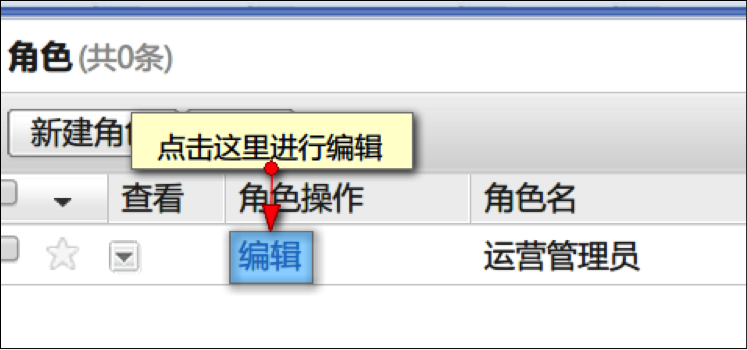 角色(共0条)
新建角
点击这里进行编辑
查看 角色操作 角色名
编辑 运营管理员